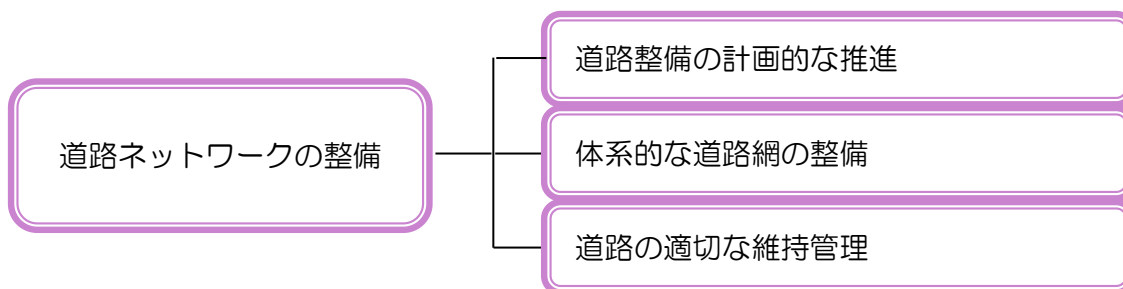 道路ネットワークの整備
道路整備の計画的な推進
体系的な道路網の整備
道路の適切な維持管理